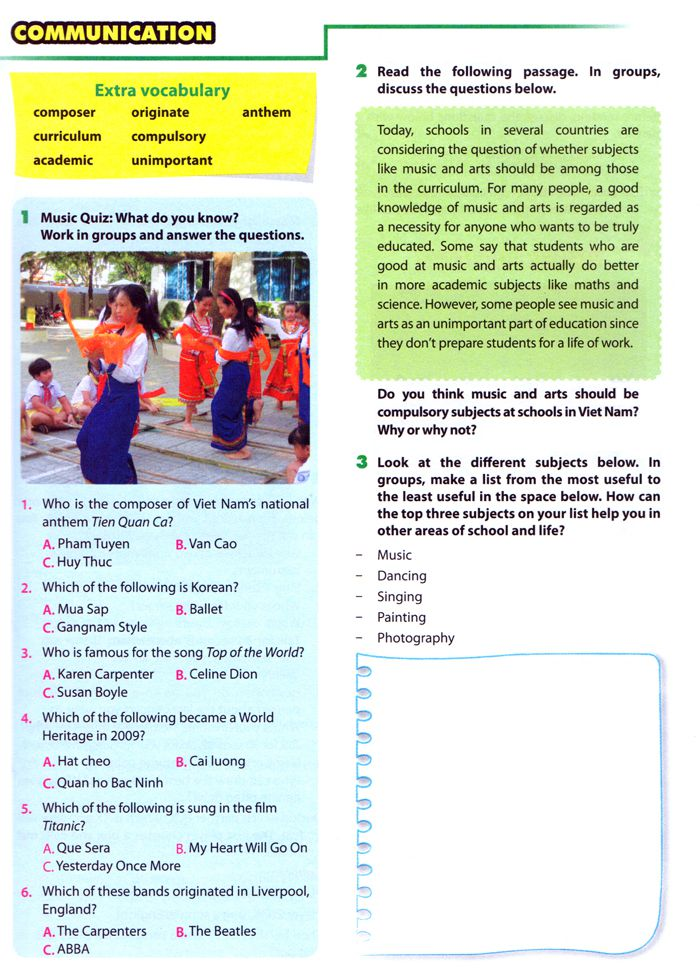 COMMUNICATION
Extra vocabulary
composer originate anthem
curriculum compulsory
academic unimportant
1 Music Quiz: What do you know?
Work in groups and answer the questions.
1. Who is the composer of Viet Nam's national
anthem Tien Quan Ca?
A. Pham Tuyen B. Van Cao
C. Huy Thuc
2. Which of the following is Korean?
A. Mua Sap B. Ballet
C. Gangnam Style
3. Who is famous for the song Top of the World?
A. Karen Carpenter B. Celine Dion
C. Susan Boyle
4. Which of the following became a World
Heritage in 2009?
A. Hat cheo B. Cai luong
C. Quan ho Bac Ninh
5. Which of the following is sung in the film
Titanic?
A. Que Sera B. My Heart Will Go On
C. Yesterday Once More
6. Which of these bands originated in Liverpool,
England?
A. The Carpenters B. The Beatles
C. ABBA
2 Read the following passage. In groups,
discuss the questions below.
Today, schools in several countries are
considering the question of whether subjects
like music and arts should be among those
in the curriculum. For many people, a good
knowledge of music and arts is regarded as
a necessity for anyone who wants to be truly
educated. Some say that students who are
good at music and arts actually do better
in more academic subjects like maths and
science. However, some people see music and
arts as an unimportant part of education since
they don't prepare students for a life of work.
Do you think music and arts should be
compulsory subjects at schools in Viet Nam?
Why or why not?
3 Look at the different subjects below. In
groups, make a list from the most useful to
the least useful in the space below. How can
the top three subjects on your list help you in
other areas of school and life?
– Music
– Dancing
– Singing
– Painting
– Photography